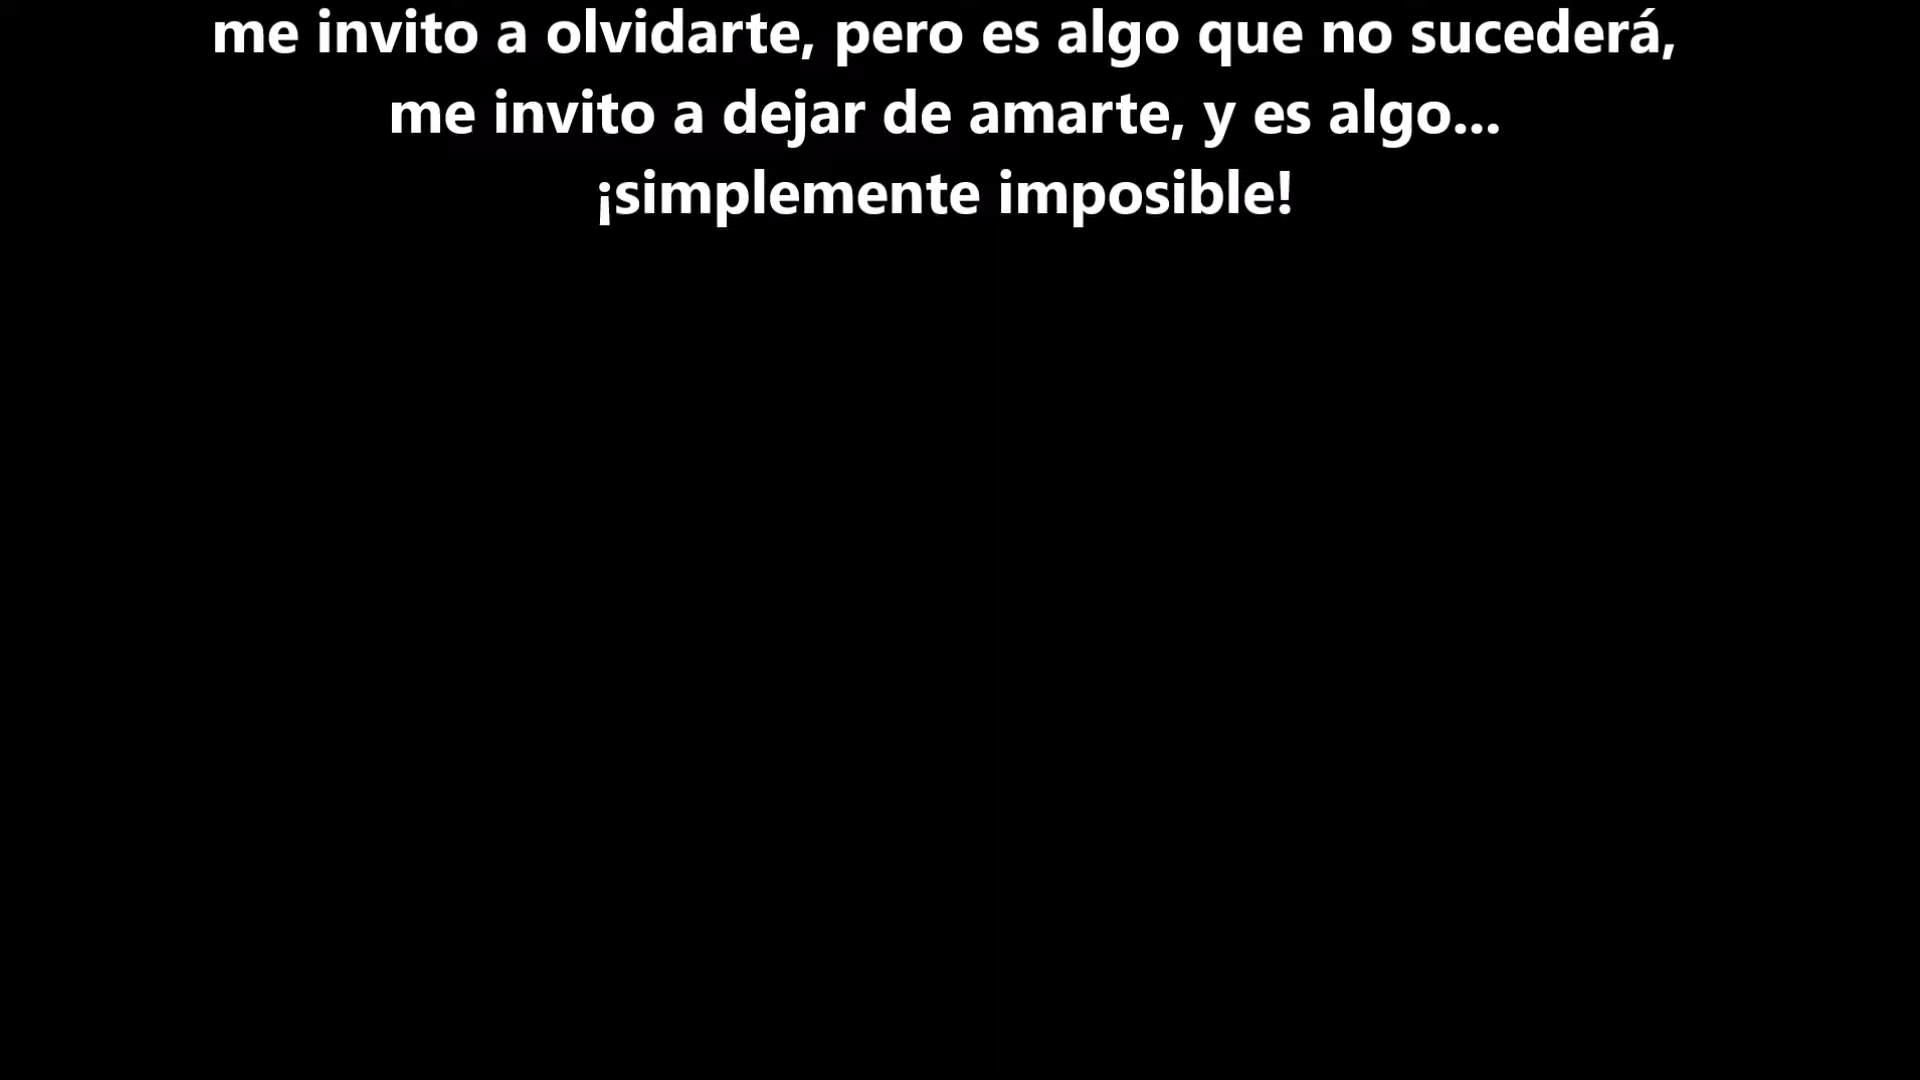 me invito a olvidarte, pero es algo que no sucederá,
me invito a dejar de amarte, y es algo...
¡simplemente imposible!